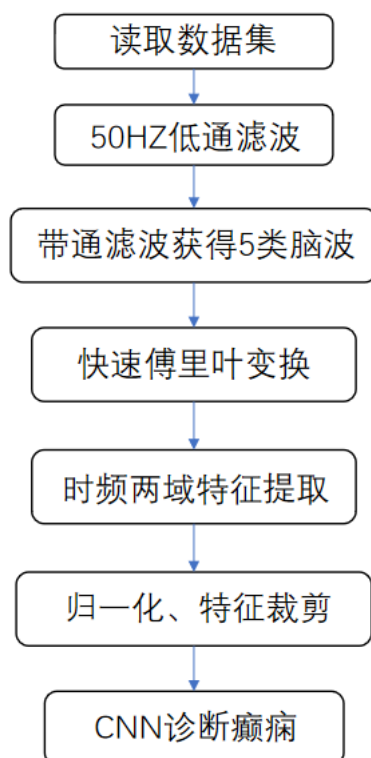 读取数据集
50HZ低通滤波
带通滤波获得5类脑波
快速傅里叶变换
时频两域特征提取
归一化、特征裁剪
CNN诊断癫痫